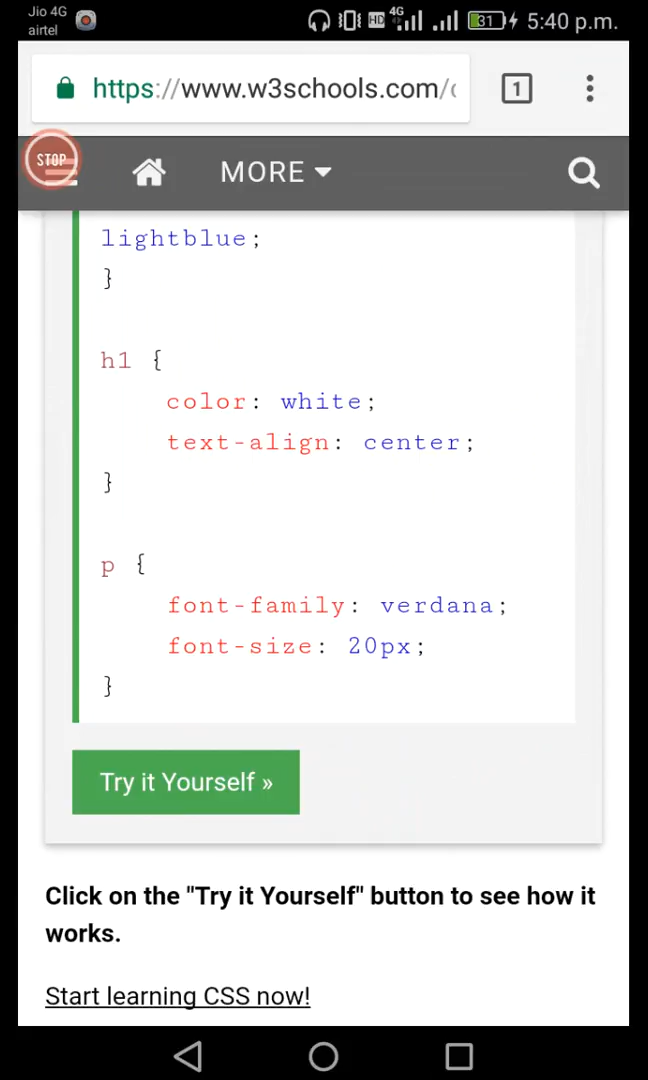 Jio 4G
airtel
HD
4G
31
5:40 p.m.
https://www.w3schools.com/
1
STOP
MORE
lightblue;
}
h1 {
color: white;
text-align: center;
}
p {
font-family: verdana;
font-size: 20px;
}
Try it Yourself »
Click on the "Try it Yourself" button to see how it
works.
Start learning CSS now!